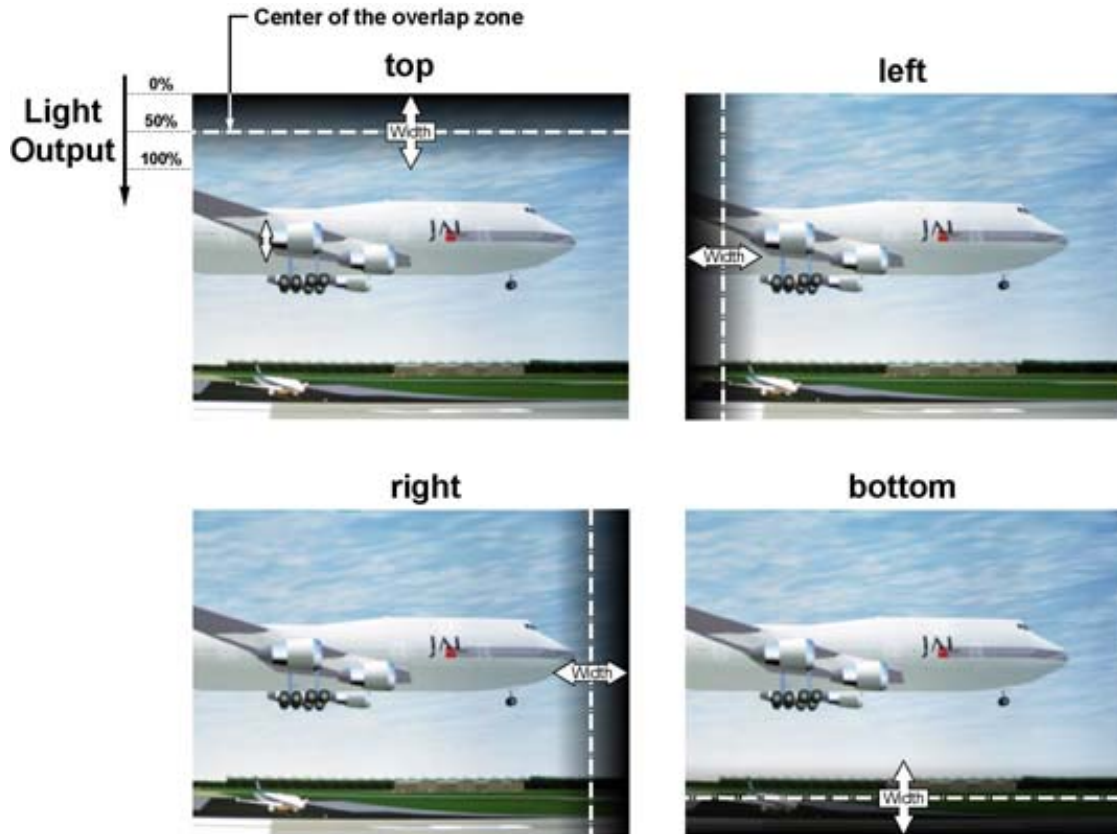 Center of the overlap zone
top
left
0%
Light
Output
50%
100%
Width
JAL
Width
JAL
right
bottom
JAL
Width
JAL
Width